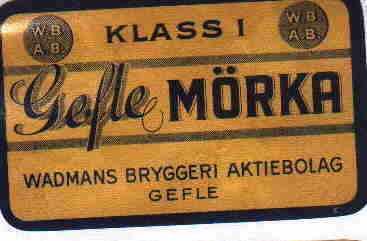 W.B. A.B. KLASS I W.B. A.B.
Gefle MÖRKA
WADMANS BRYGGERI AKTIEBOLAG
GEFLE